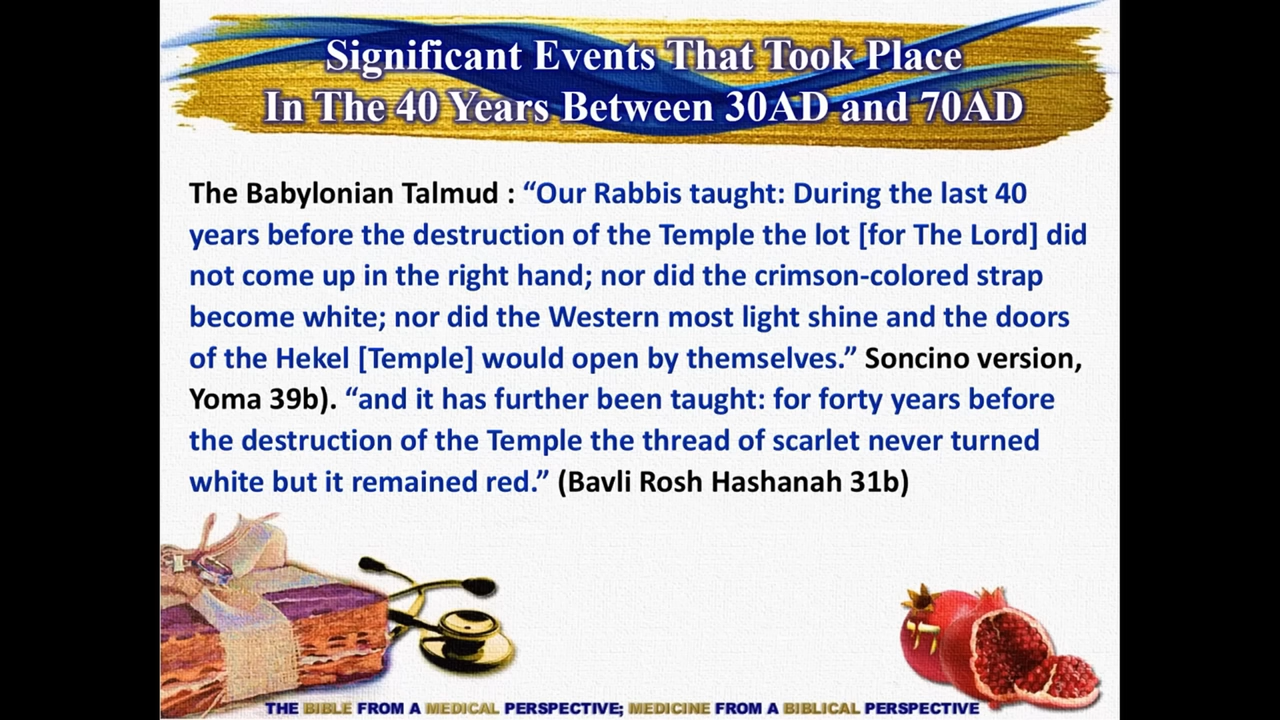 Significant Events That Took Place
In The 40 Years Between 30AD and 70AD
The Babylonian Talmud : “Our Rabbis taught: During the last 40
years before the destruction of the Temple the lot [for The Lord] did
not come up in the right hand; nor did the crimson-colored strap
become white; nor did the Western most light shine and the doors
of the Hekel [Temple] would open by themselves.” Soncino version,
Yoma 39b). “and it has further been taught: for forty years before
the destruction of the Temple the thread of scarlet never turned
white but it remained red.” (Bavli Rosh Hashanah 31b)
THE BIBLE FROM A MEDICAL PERSPECTIVE; MEDICINE FROM A BIBLICAL PERSPECTIVE